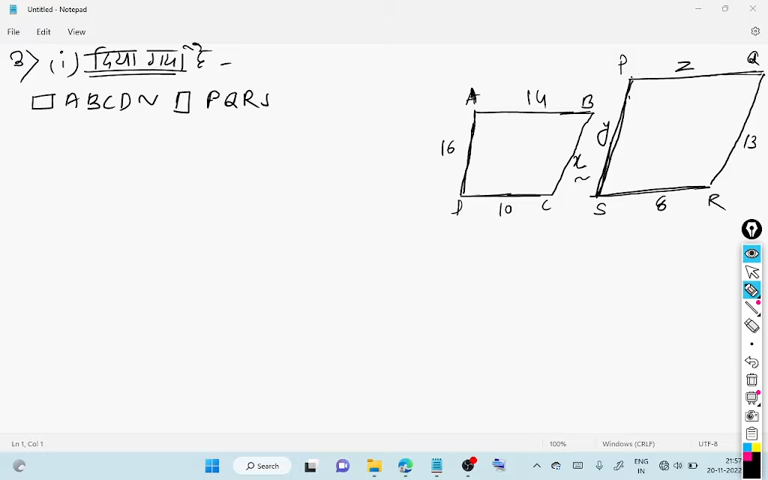 Untitled - Notepad
File Edit View
3> (i) दिया गया है -
▭ ABCD ~ ▯ PQRS
A 14 B
16 x
D 10 C
P z Q
y 13
S 8 R
Ln 1, Col 1 100% Windows (CRLF) UTF-8
Search
ENG
IN
21:57
20-11-2022